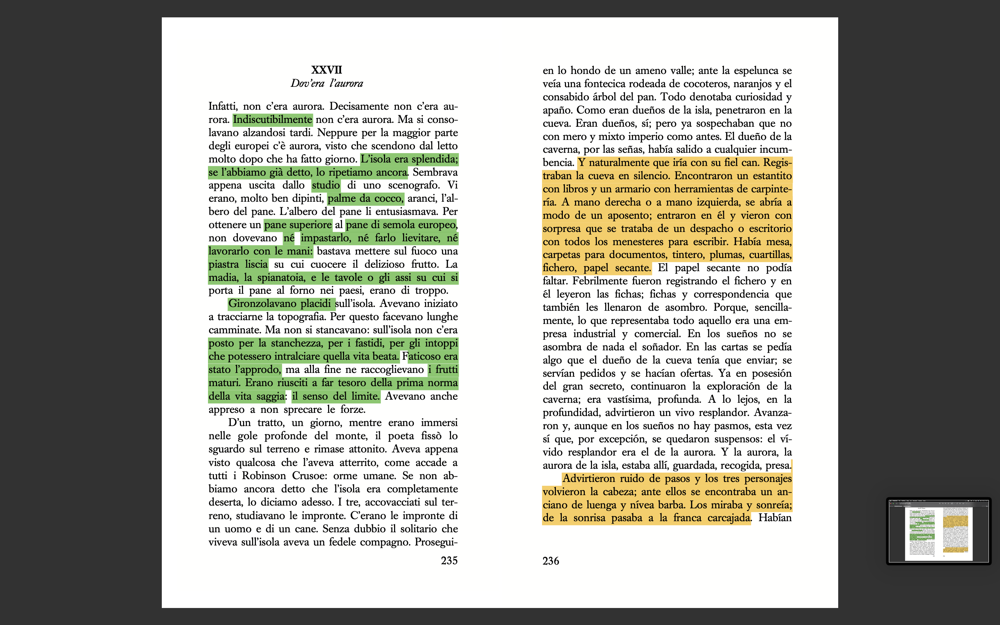 XXVII
Dov’era l’aurora
Infatti, non c’era aurora. Decisamente non c’era au-
rora. Indiscutibilmente non c’era aurora. Ma si conso-
lavano alzandosi tardi. Neppure per la maggior parte
degli europei c’è aurora, visto che scendono dal letto
molto dopo che ha fatto giorno. L’isola era splendida;
se l’abbiamo già detto, lo ripetiamo ancora. Sembrava
appena uscita dallo studio di uno scenografo. Vi
erano, molto ben dipinti, palme da cocco, aranci, l’al-
bero del pane. L’albero del pane li entusiasmava. Per
ottenere un pane superiore al pane di semola europeo,
non dovevano né impastarlo, né farlo lievitare, né
lavorarlo con le mani: bastava mettere sul fuoco una
piastra liscia su cui cuocere il delizioso frutto. La
madia, la spianatoia, e le tavole o gli assi su cui si
porta il pane al forno nei paesi, erano di troppo.
Gironzolavano placidi sull’isola. Avevano iniziato
a tracciarne la topografia. Per questo facevano lunghe
camminate. Ma non si stancavano: sull’isola non c’era
posto per la stanchezza, per i fastidi, per gli intoppi
che potessero intralciare quella vita beata. Faticoso era
stato l’approdo, ma alla fine ne raccoglievano i frutti
maturi. Erano riusciti a far tesoro della prima norma
della vita saggia: il senso del limite. Avevano anche
appreso a non sprecare le forze.
D’un tratto, un giorno, mentre erano immersi
nelle gole profonde del monte, il poeta fissò lo
sguardo sul terreno e rimase attonito. Aveva appena
visto qualcosa che l’aveva atterrito, come accade a
tutti i Robinson Crusoe: orme umane. Se non ab-
biamo ancora detto che l’isola era completamente
deserta, lo diciamo adesso. I tre, accovacciati sul ter-
reno, studiavano le impronte. C’erano le impronte di
un uomo e di un cane. Senza dubbio il solitario che
viveva sull’isola aveva un fedele compagno. Prosegui-
235
en lo hondo de un ameno valle; ante la espelunca se
veía una fontecica rodeada de cocoteros, naranjos y el
consabido árbol del pan. Todo denotaba curiosidad y
apaño. Como eran dueños de la isla, penetraron en la
cueva. Eran dueños, sí; pero ya sospechaban que no
con mero y mixto imperio como antes. El dueño de la
caverna, por las señas, había salido a cualquier incum-
bencia. Y naturalmente que iría con su fiel can. Regis-
traban la cueva en silencio. Encontraron un estantito
con libros y un armario con herramientas de carpinte-
ría. A mano derecha o a mano izquierda, se abría a
modo de un aposento; entraron en él y vieron con
sorpresa que se trataba de un despacho o escritorio
con todos los menesteres para escribir. Había mesa,
carpetas para documentos, tintero, plumas, cuartillas,
fichero, papel secante. El papel secante no podía
faltar. Febrilmente fueron registrando el fichero y en
él leyeron las fichas; fichas y correspondencia que
también les llenaron de asombro. Porque, sencilla-
mente, lo que representaba todo aquello era una em-
presa industrial y comercial. En los sueños no se
asombra de nada el soñador. En las cartas se pedía
algo que el dueño de la cueva tenía que enviar; se
servían pedidos y se hacían ofertas. Ya en posesión
del gran secreto, continuaron la exploración de la
caverna; era vastísima, profunda. A lo lejos, en la
profundidad, advirtieron un vivo resplandor. Avanza-
ron y, aunque en los sueños no hay pasmos, esta vez
sí que, por excepción, se quedaron suspensos: el ví-
vido resplandor era el de la aurora. Y la aurora, la
aurora de la isla, estaba allí, guardada, recogida, presa.
Advirtieron ruido de pasos y los tres personajes
volvieron la cabeza; ante ellos se encontraba un an-
ciano de luenga y nívea barba. Los miraba y sonreía;
de la sonrisa pasaba a la franca carcajada. Habían
236